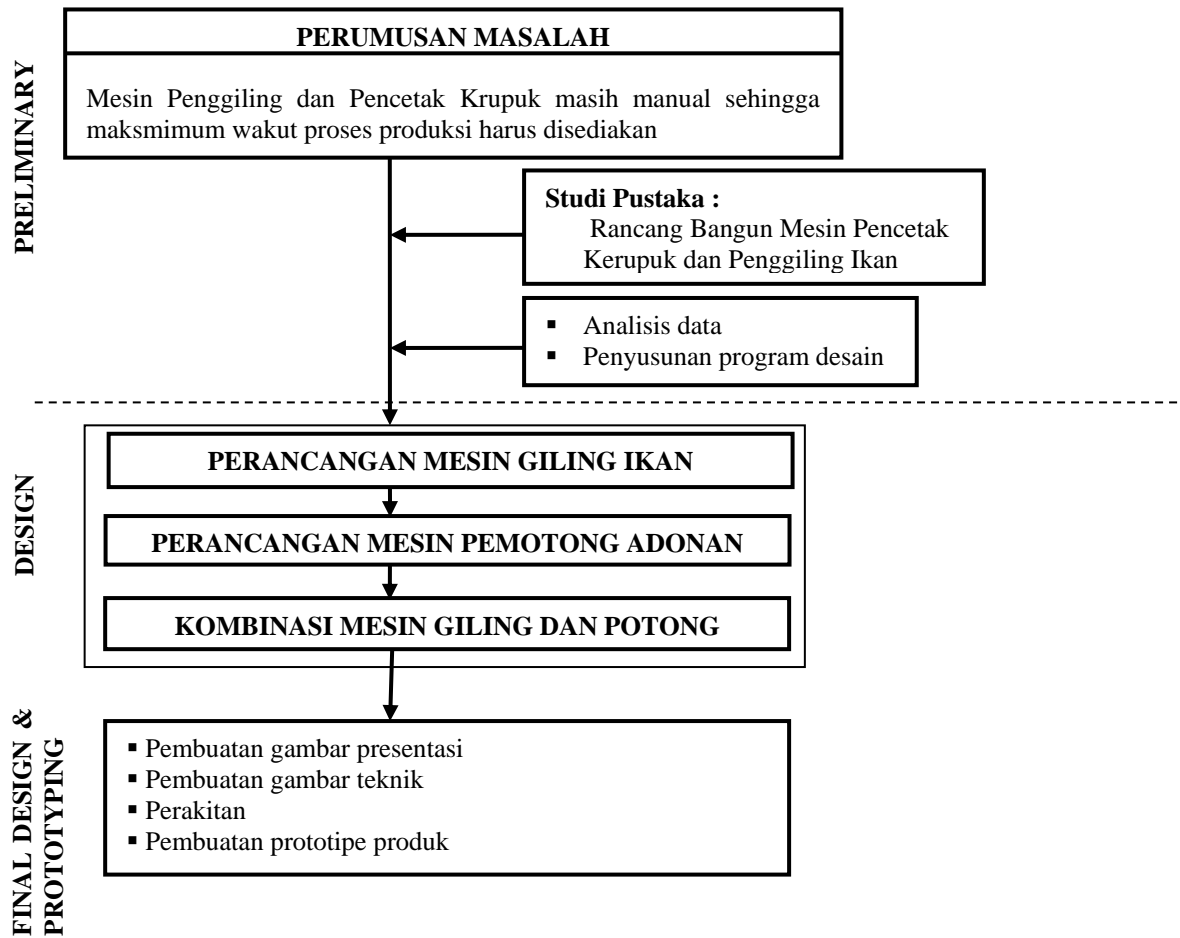 PRELIMINARY
PERUMUSAN MASALAH
Mesin Penggiling dan Pencetak Krupuk masih manual sehingga
maksmimum wakut proses produksi harus disediakan
Studi Pustaka :
Rancang Bangun Mesin Pencetak
Kerupuk dan Penggiling Ikan
▪ Analisis data
▪ Penyusunan program desain
DESIGN
PERANCANGAN MESIN GILING IKAN
PERANCANGAN MESIN PEMOTONG ADONAN
KOMBINASI MESIN GILING DAN POTONG
FINAL DESIGN &
PROTOTYPING
▪ Pembuatan gambar presentasi
▪ Pembuatan gambar teknik
▪ Perakitan
▪ Pembuatan prototipe produk